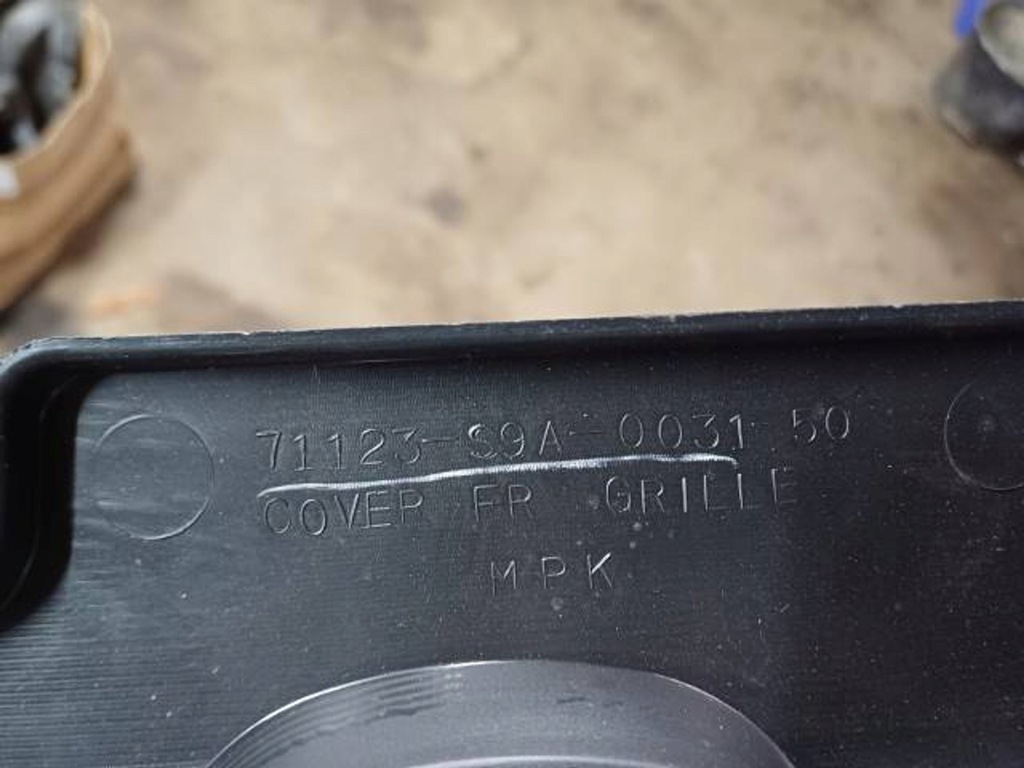 71123-S9A-0031 50
COVER FR GRILLE
MPK